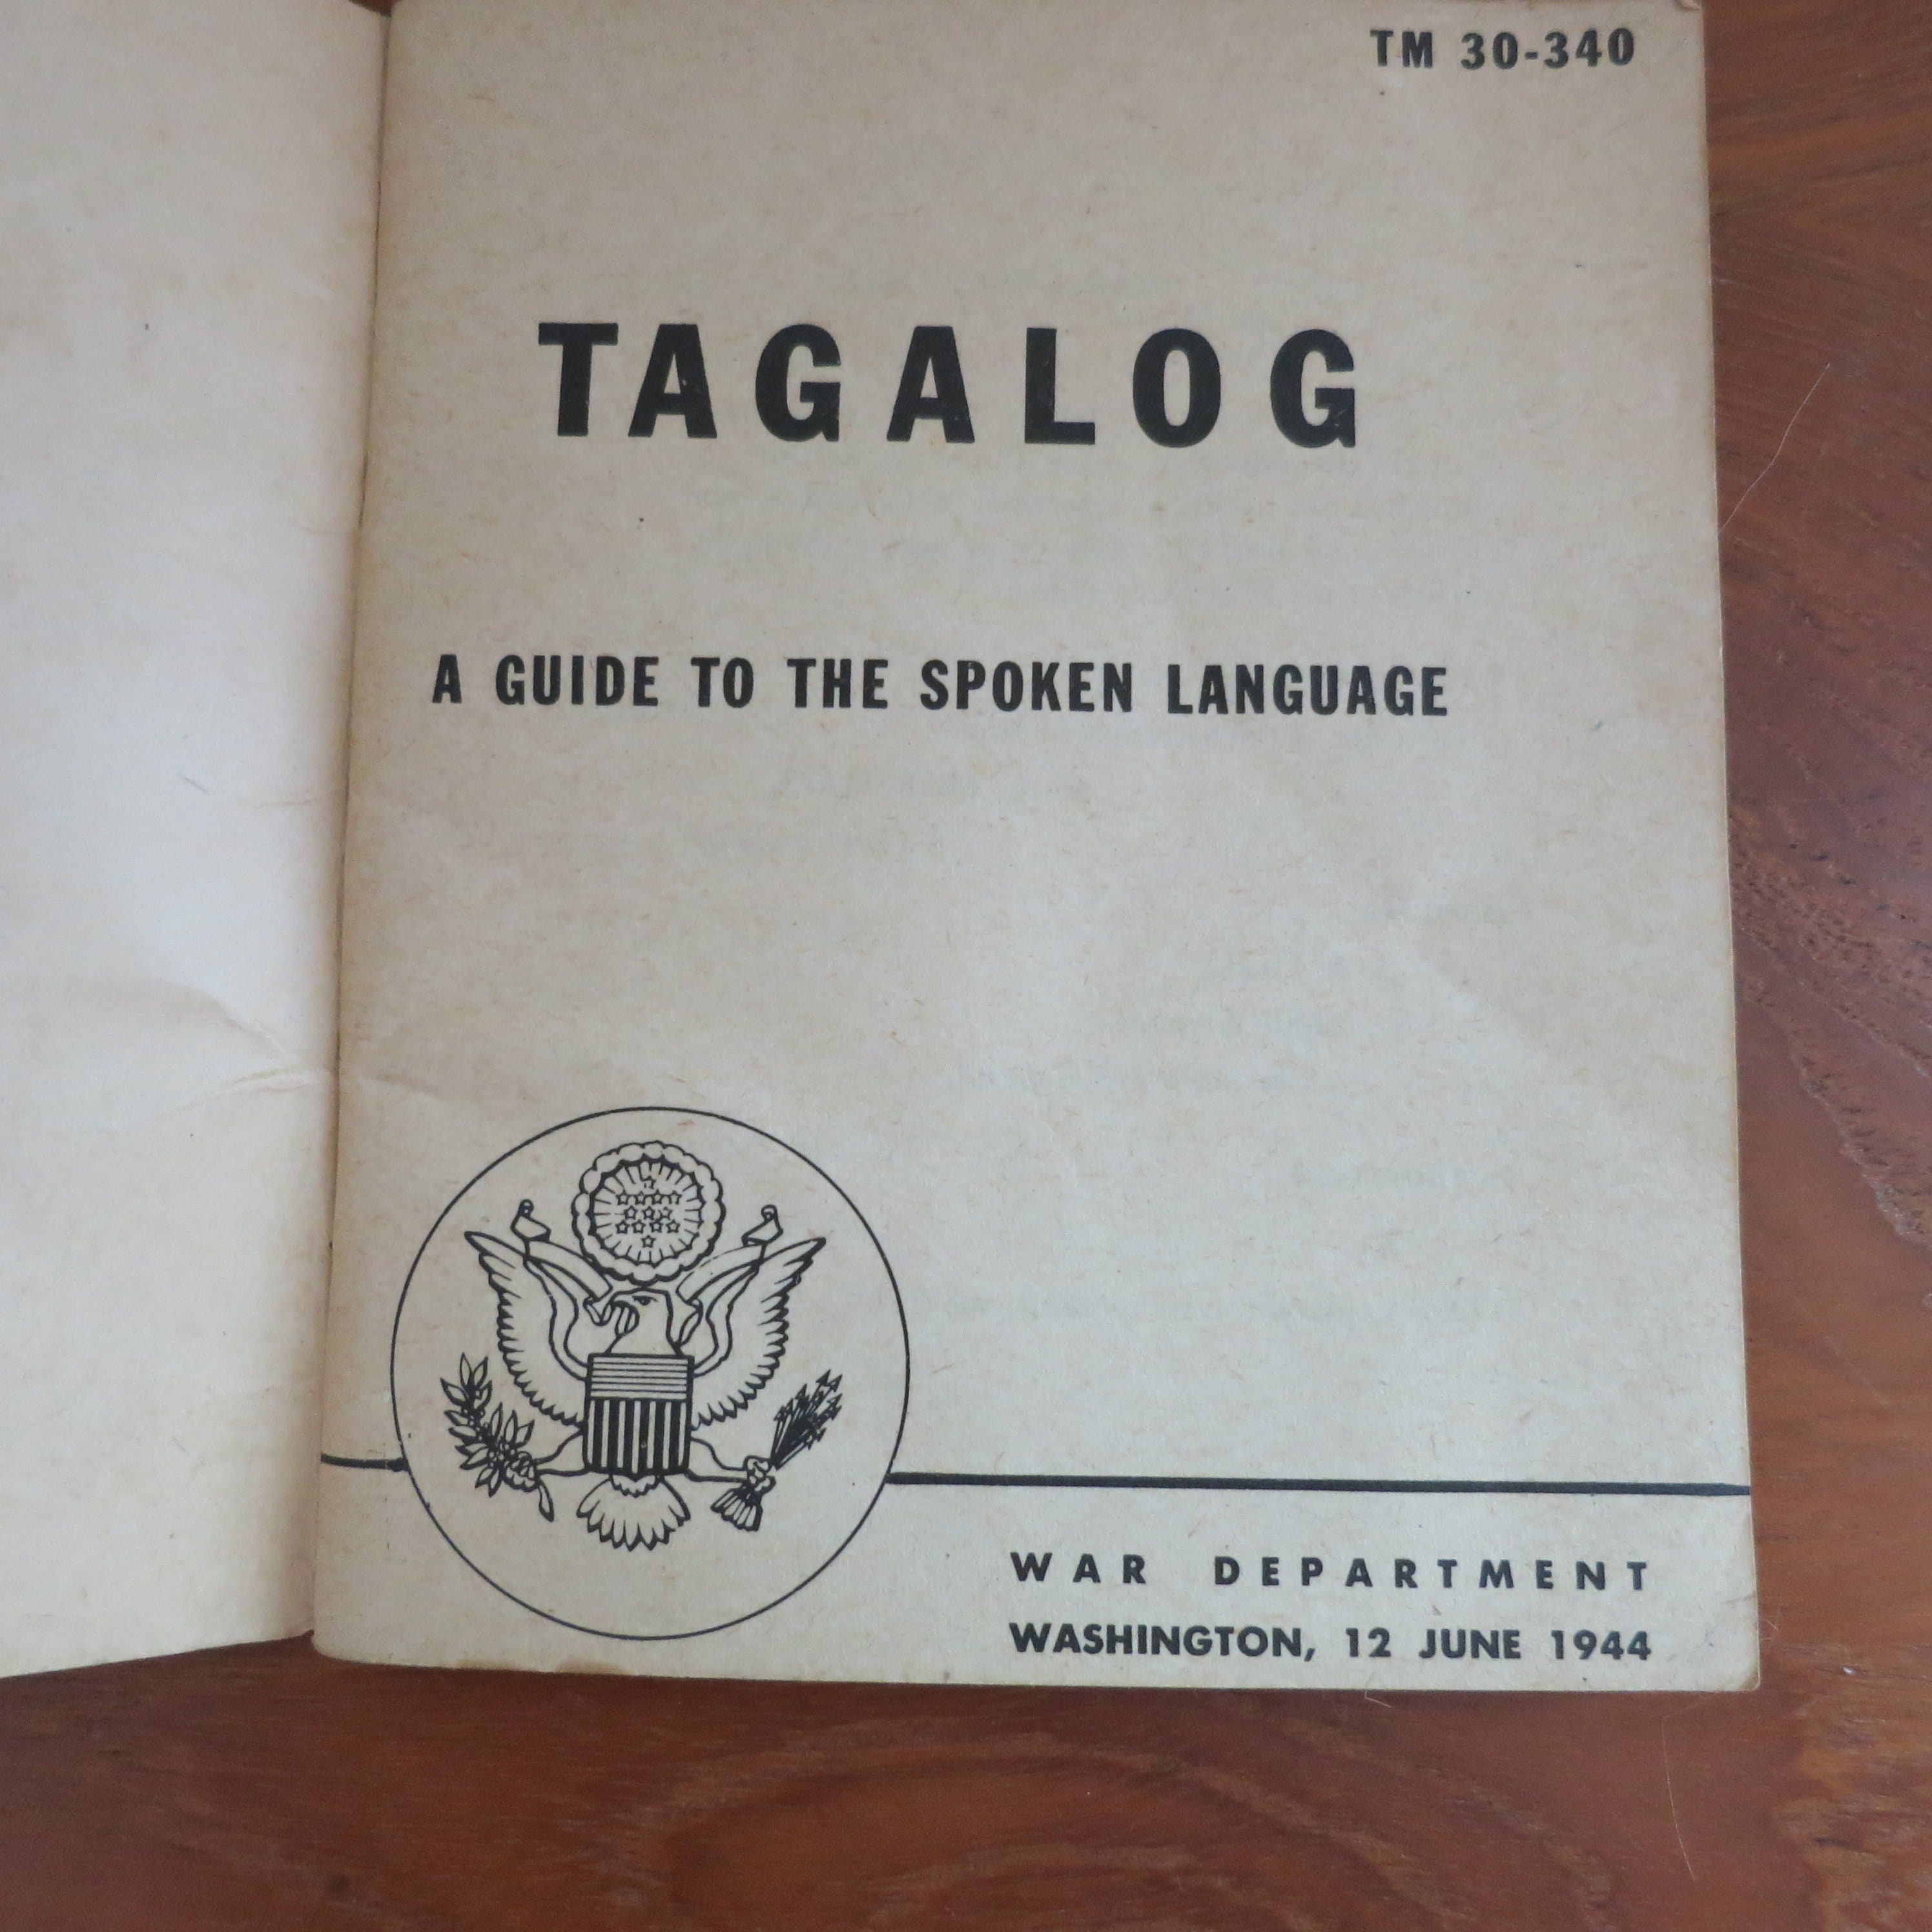 TM 30-340
TAGALOG
A GUIDE TO THE SPOKEN LANGUAGE
WAR DEPARTMENT
WASHINGTON, 12 JUNE 1944